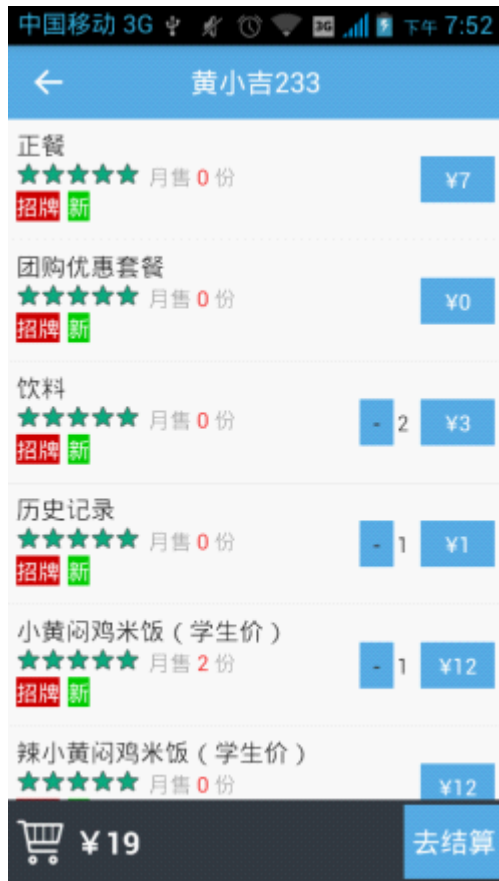 中国移动 3G 3G 下午 7:52
黄小吉233
正餐
月售 0 份
¥7
招牌 新
团购优惠套餐
月售 0 份
¥0
招牌 新
饮料
月售 0 份
- 2 ¥3
招牌 新
历史记录
月售 0 份
- 1 ¥1
招牌 新
小黄闷鸡米饭（学生价）
月售 2 份
- 1 ¥12
招牌 新
辣小黄闷鸡米饭（学生价）
月售 0 份
¥12
¥19 去结算